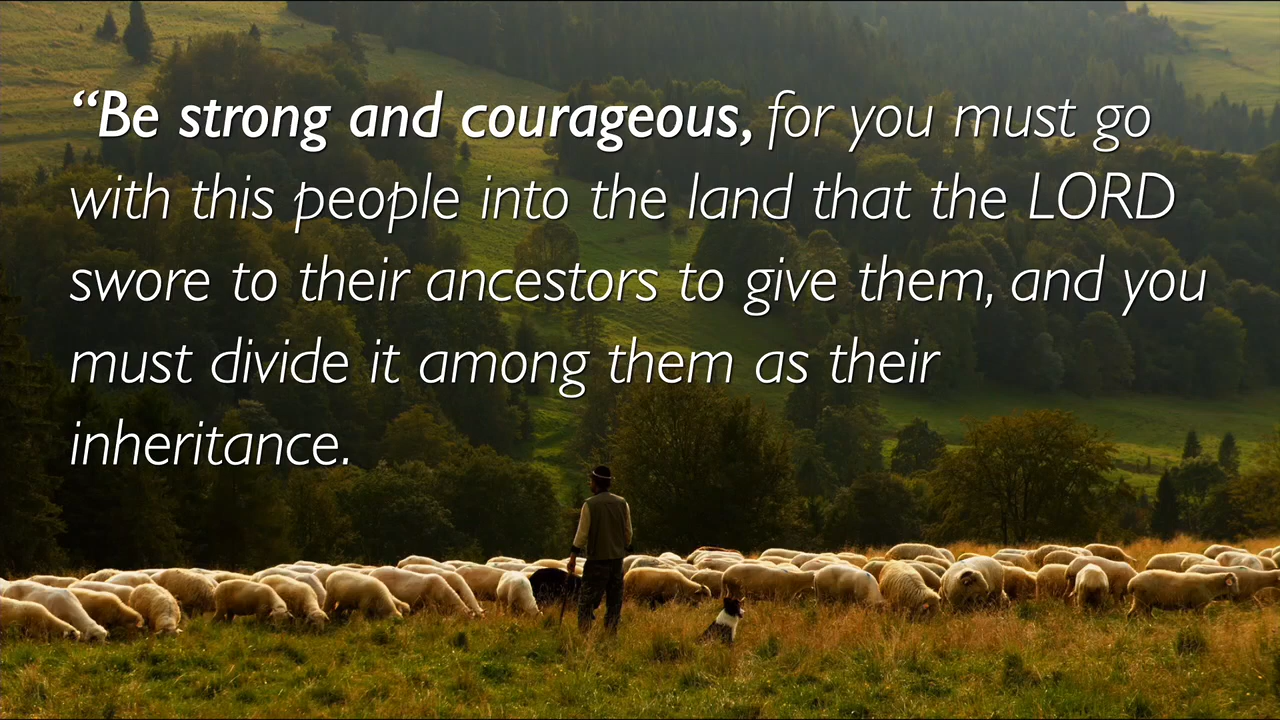 “Be strong and courageous, for you must go
with this people into the land that the LORD
swore to their ancestors to give them, and you
must divide it among them as their
inheritance.